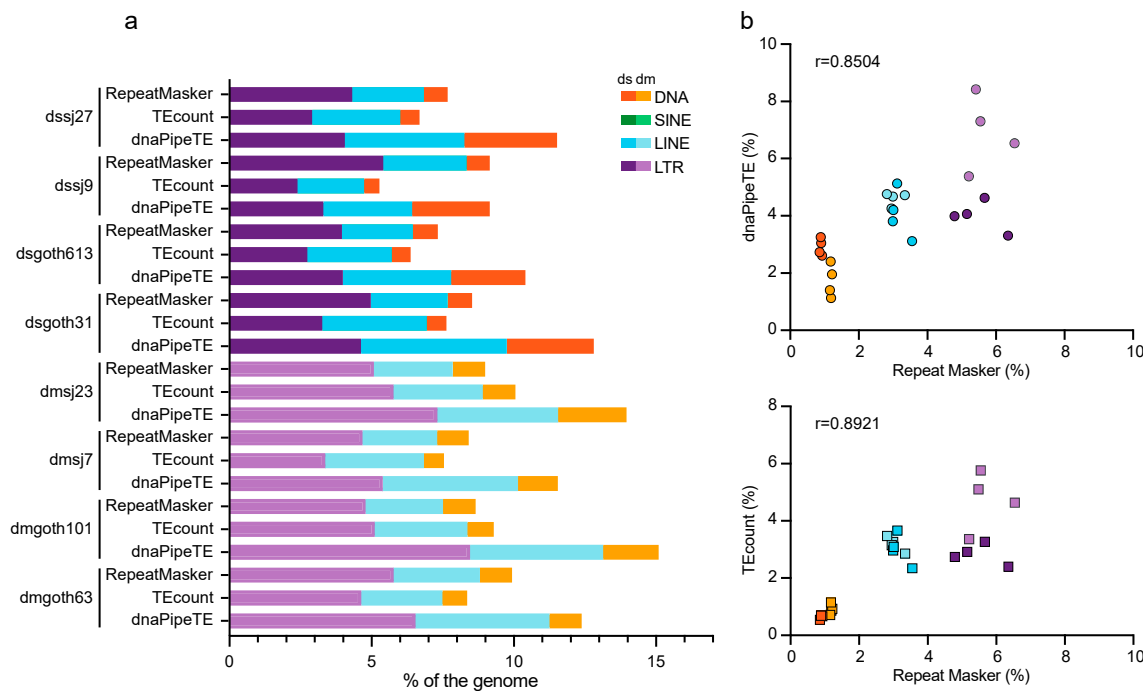 a
ds dm
DNA
SINE
LINE
LTR
dssj27
RepeatMasker
TEcount
dnaPipeTE
dssj9
RepeatMasker
TEcount
dnaPipeTE
dsgoth613
RepeatMasker
TEcount
dnaPipeTE
dsgoth31
RepeatMasker
TEcount
dnaPipeTE
dmsj23
RepeatMasker
TEcount
dnaPipeTE
dmsj7
RepeatMasker
TEcount
dnaPipeTE
dmgoth101
RepeatMasker
TEcount
dnaPipeTE
dmgoth63
RepeatMasker
TEcount
dnaPipeTE
0 5 10 15
% of the genome
b
r=0.8504
dnaPipeTE (%)
10
8
6
4
2
0
0 2 4 6 8 10
Repeat Masker (%)
r=0.8921
TEcount (%)
8
6
4
2
0
0 2 4 6 8 10
Repeat Masker (%)